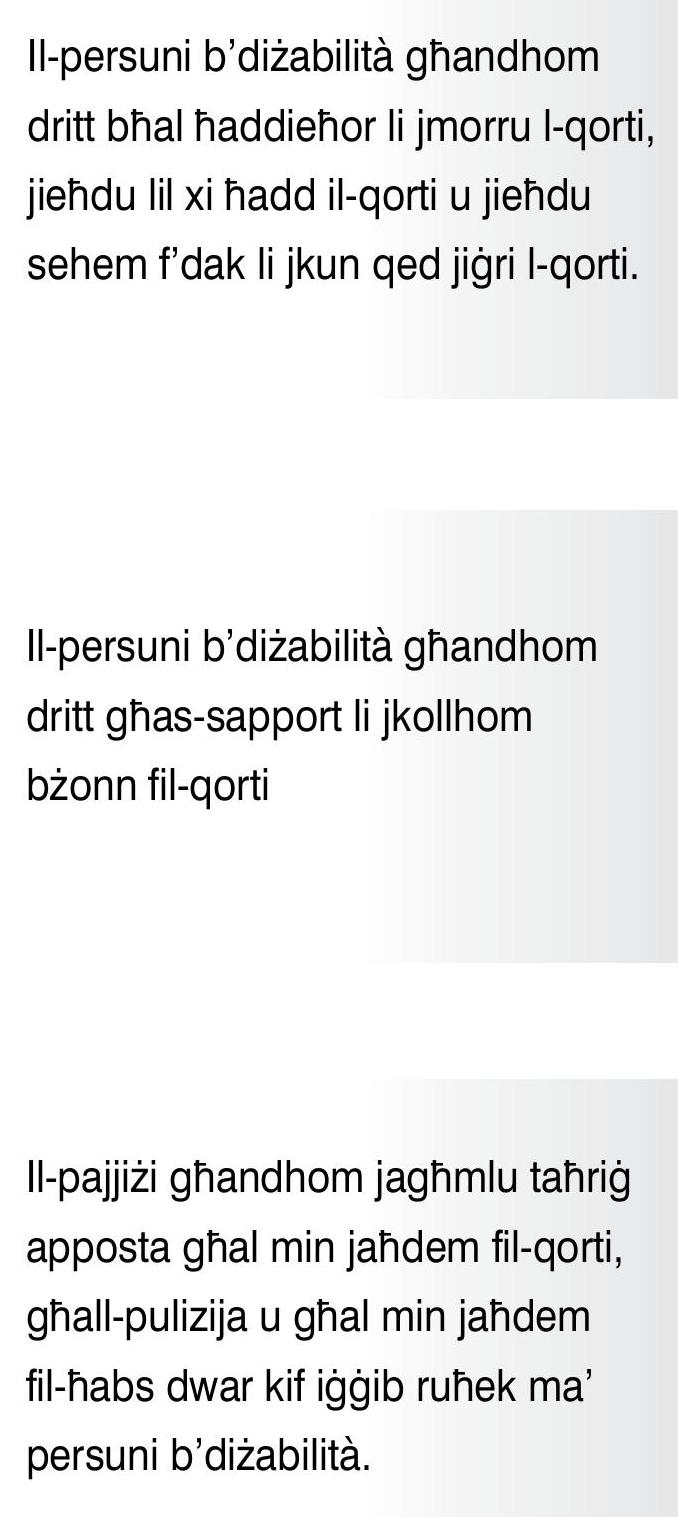 Il-persuni b’diżabilità għandhom
dritt bħal ħaddieħor li jmorru l-qorti,
jieħdu lil xi ħadd il-qorti u jieħdu
sehem f’dak li jkun qed jiġri l-qorti.
Il-persuni b’diżabilità għandhom
dritt għas-sapport li jkollhom
bżonn fil-qorti
Il-pajjiżi għandhom jagħmlu taħriġ
apposta għal min jaħdem fil-qorti,
għall-pulizija u għal min jaħdem
fil-ħabs dwar kif iġġib ruħek ma’
persuni b’diżabilità.